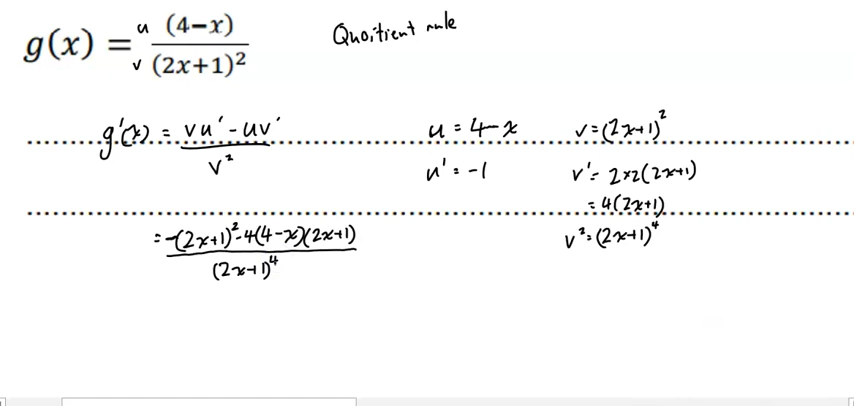 g(x) = u (4−x) / v (2x+1)² Quoitient rule
g'(x) = (vu' - uv') / v² u = 4-x v = (2x+1)²
u' = -1 v' = 2×2(2x+1)
= 4(2x+1)
= (-(2x+1)² - 4(4-x)(2x+1)) / (2x+1)⁴ v² = (2x+1)⁴